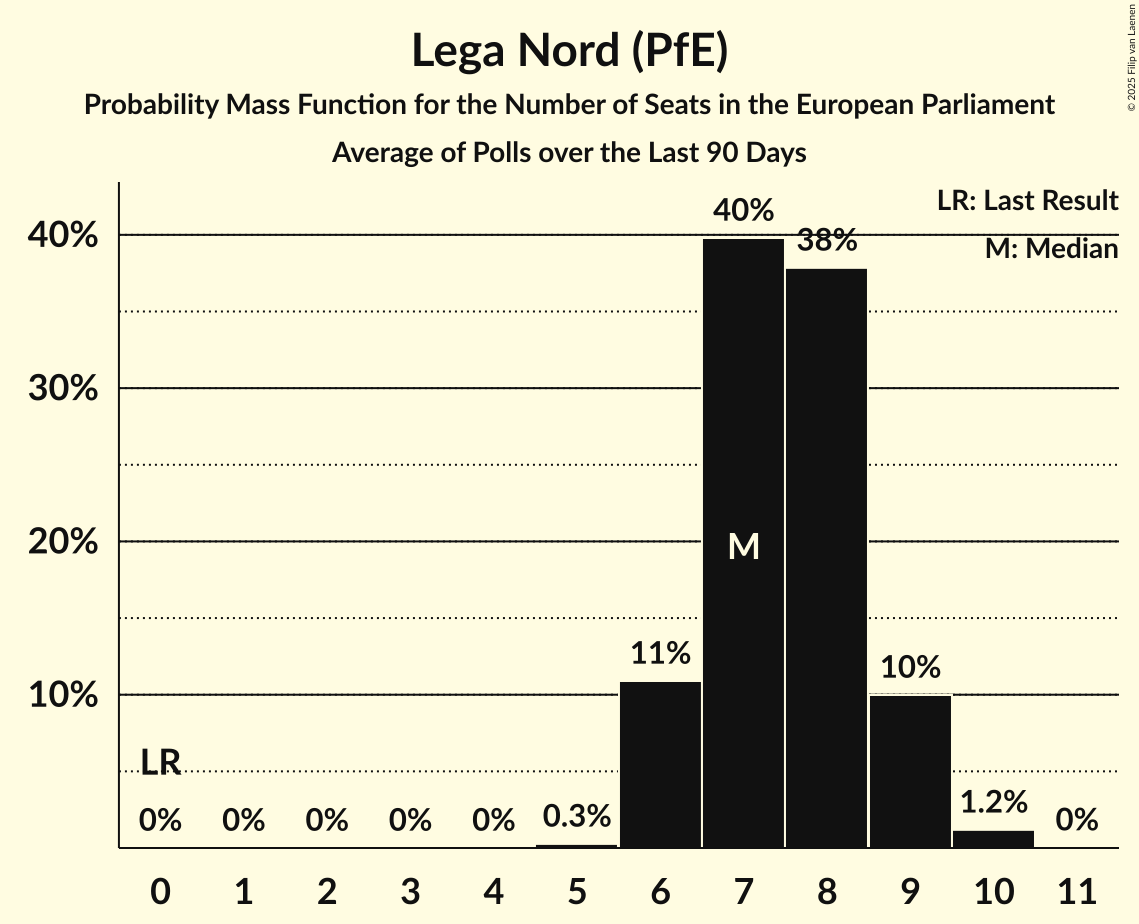 Lega Nord (PfE)
Probability Mass Function for the Number of Seats in the European Parliament
Average of Polls over the Last 90 Days
© 2025 Filip van Laenen
LR: Last Result
M: Median
40%
30%
20%
10%
40%
38%
M
11%
10%
LR
0% 0% 0% 0% 0% 0.3% 1.2% 0%
0 1 2 3 4 5 6 7 8 9 10 11